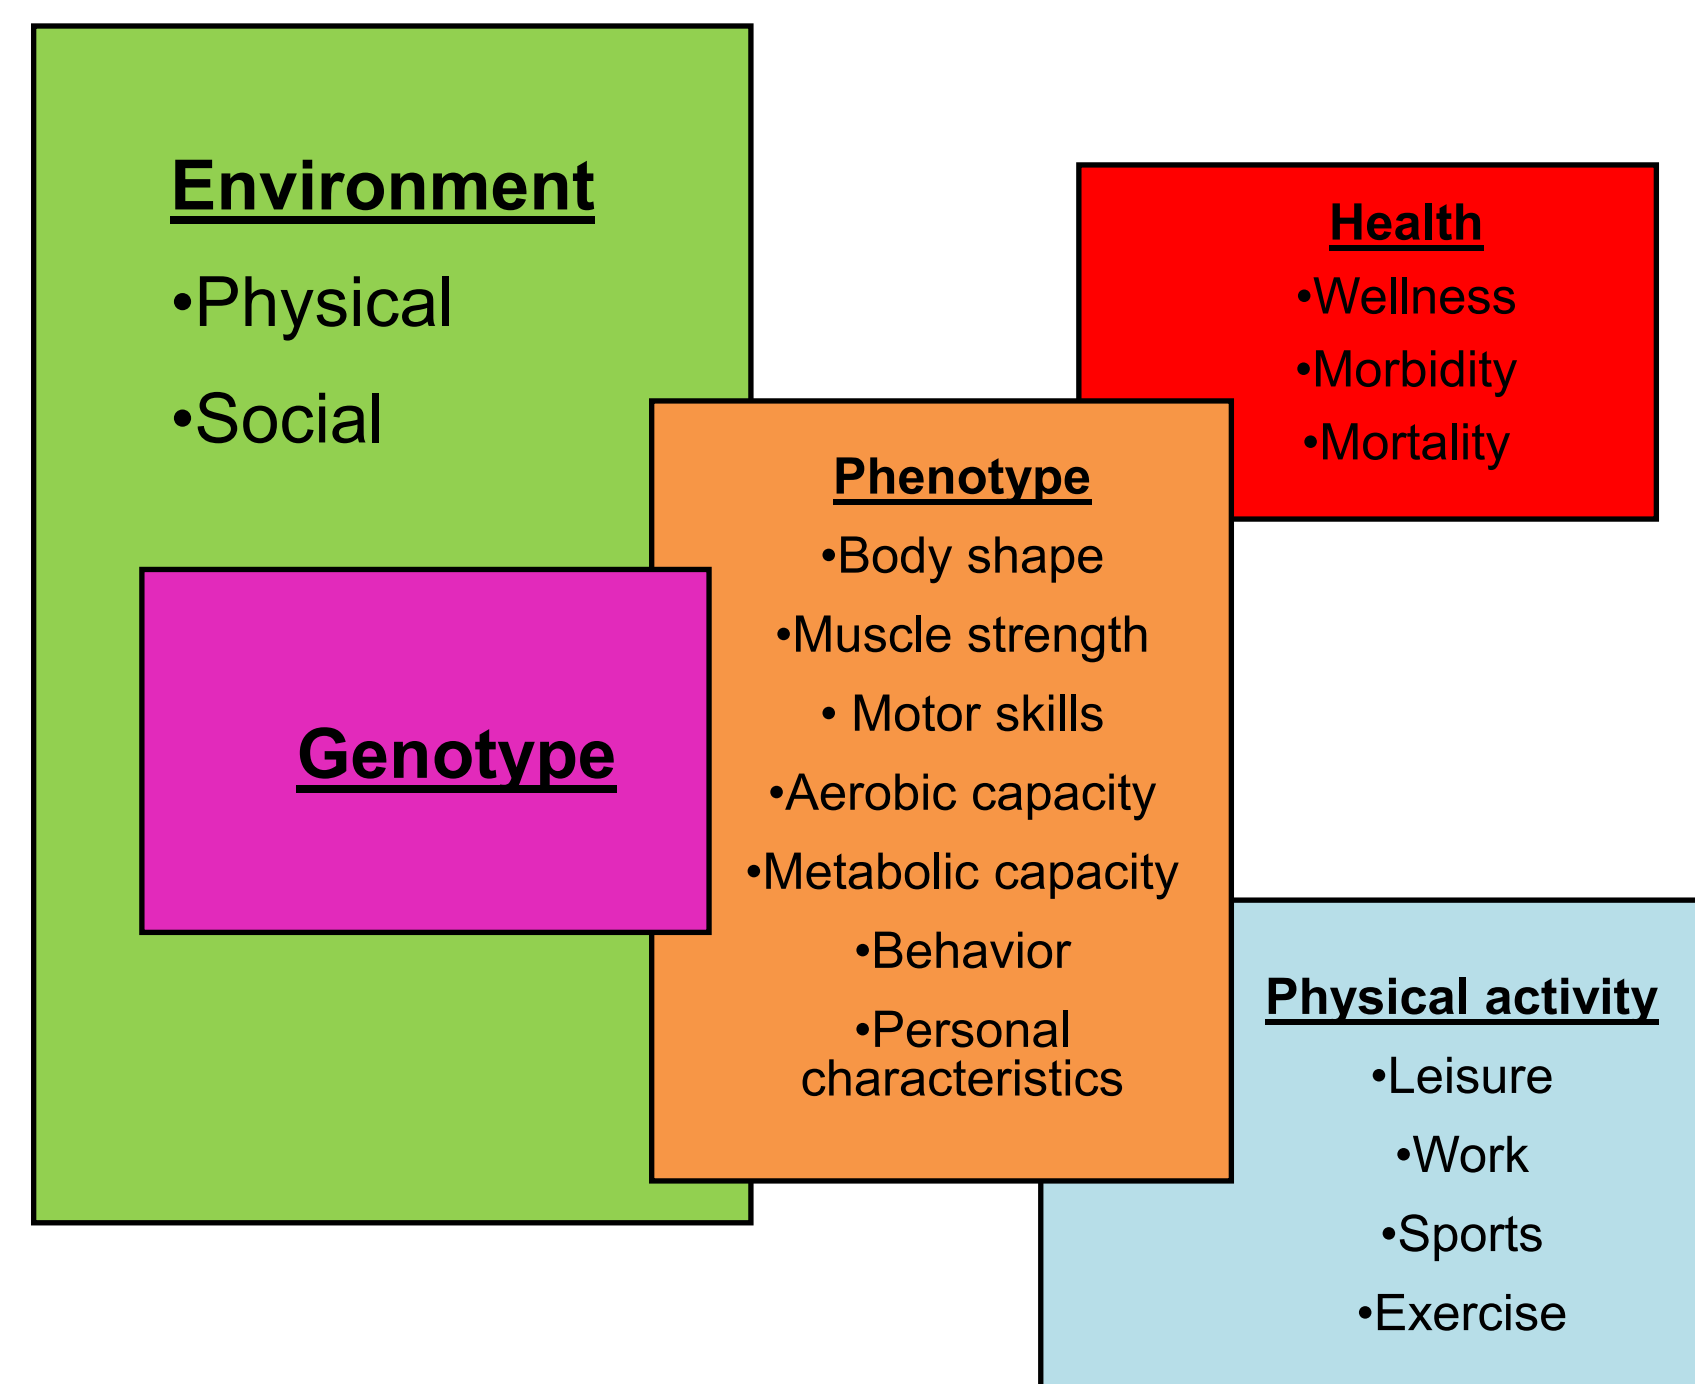 Environment
•Physical
•Social
Genotype
Phenotype
•Body shape
•Muscle strength
• Motor skills
•Aerobic capacity
•Metabolic capacity
•Behavior
•Personal
characteristics
Health
•Wellness
•Morbidity
•Mortality
Physical activity
•Leisure
•Work
•Sports
•Exercise